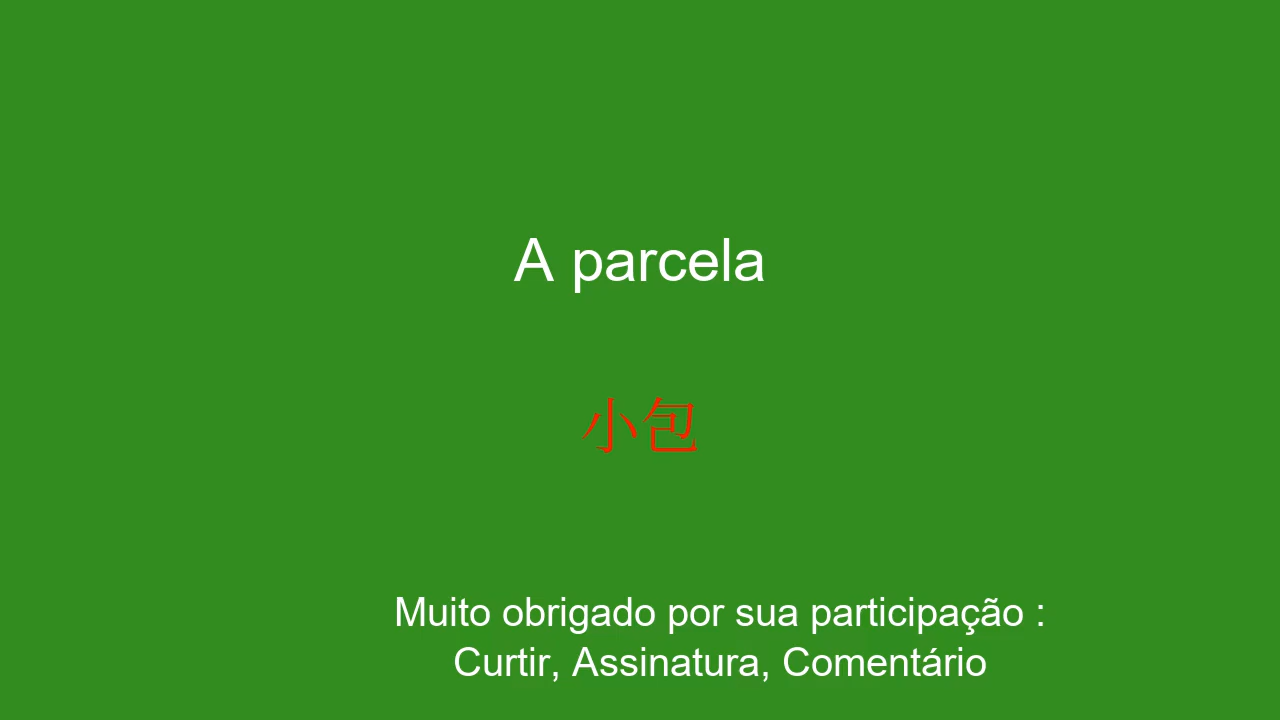 A parcela
小包
Muito obrigado por sua participação :
Curtir, Assinatura, Comentário